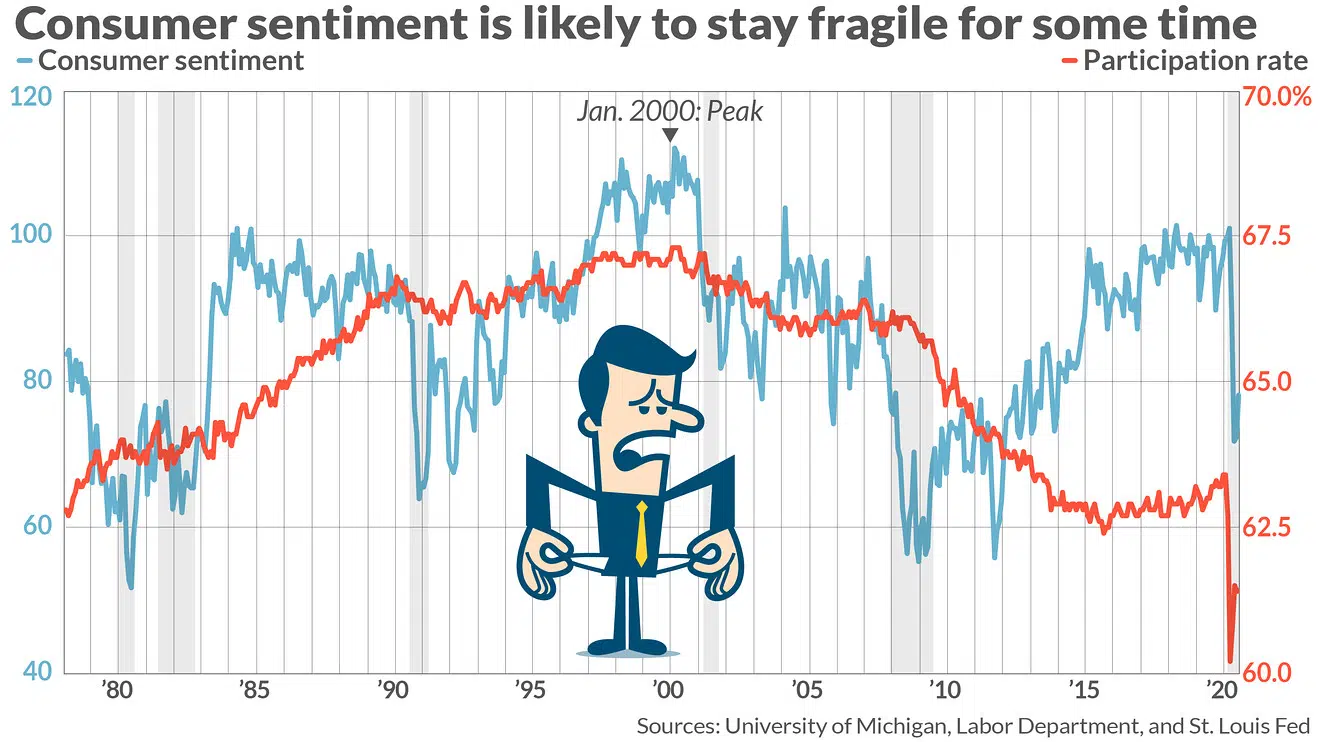 Consumer sentiment is likely to stay fragile for some time
Consumer sentiment Participation rate
Jan. 2000: Peak
120 70.0%
100 67.5
80 65.0
60 62.5
40 60.0
’80 ’85 ’90 ’95 ’00 ’05 ’10 ’15 ’20
Sources: University of Michigan, Labor Department, and St. Louis Fed